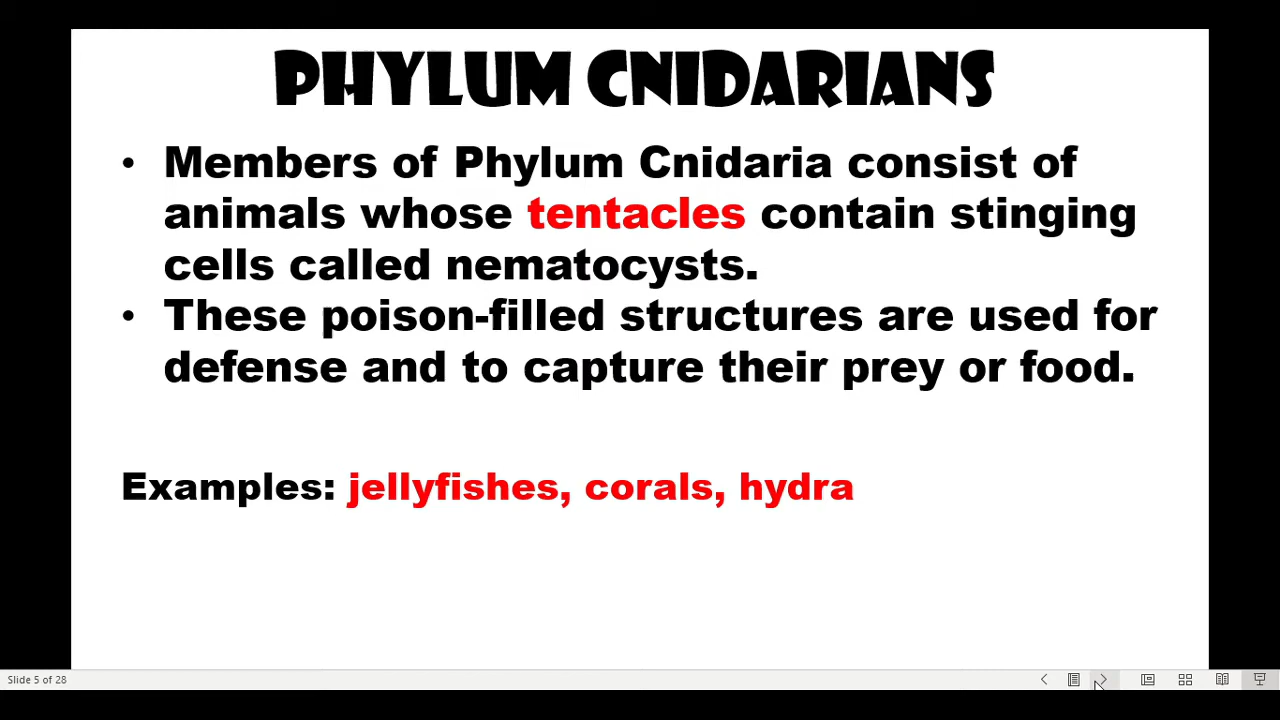 PHYLUM CNIDARIANS
• Members of Phylum Cnidaria consist of
animals whose tentacles contain stinging
cells called nematocysts.
• These poison-filled structures are used for
defense and to capture their prey or food.
Examples: jellyfishes, corals, hydra
Slide 5 of 28